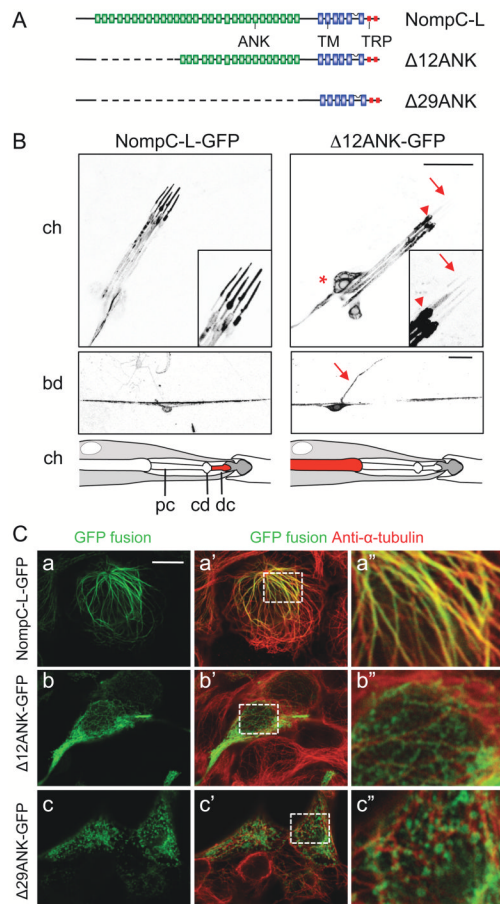 A
NompC-L
ANK TM TRP
Δ12ANK
Δ29ANK
B
NompC-L-GFP Δ12ANK-GFP
ch
*
bd
ch
pc cd dc
C
GFP fusion GFP fusion Anti-α-tubulin
NompC-L-GFP
a a' a"
Δ12ANK-GFP
b b' b"
Δ29ANK-GFP
c c' c"